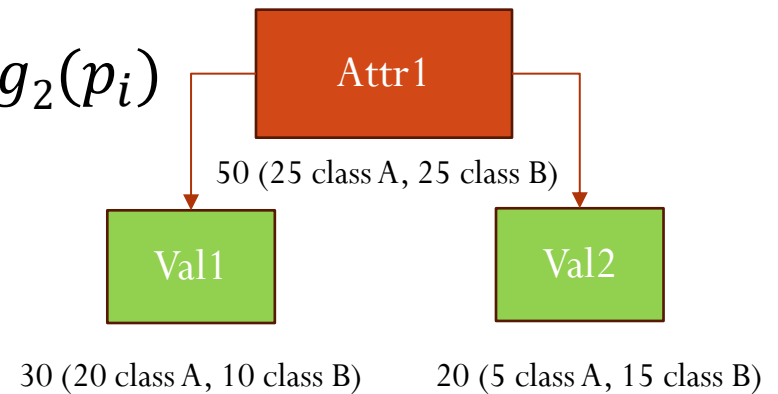 g₂(pᵢ)
Attr1
50 (25 class A, 25 class B)
Val1
Val2
30 (20 class A, 10 class B)
20 (5 class A, 15 class B)